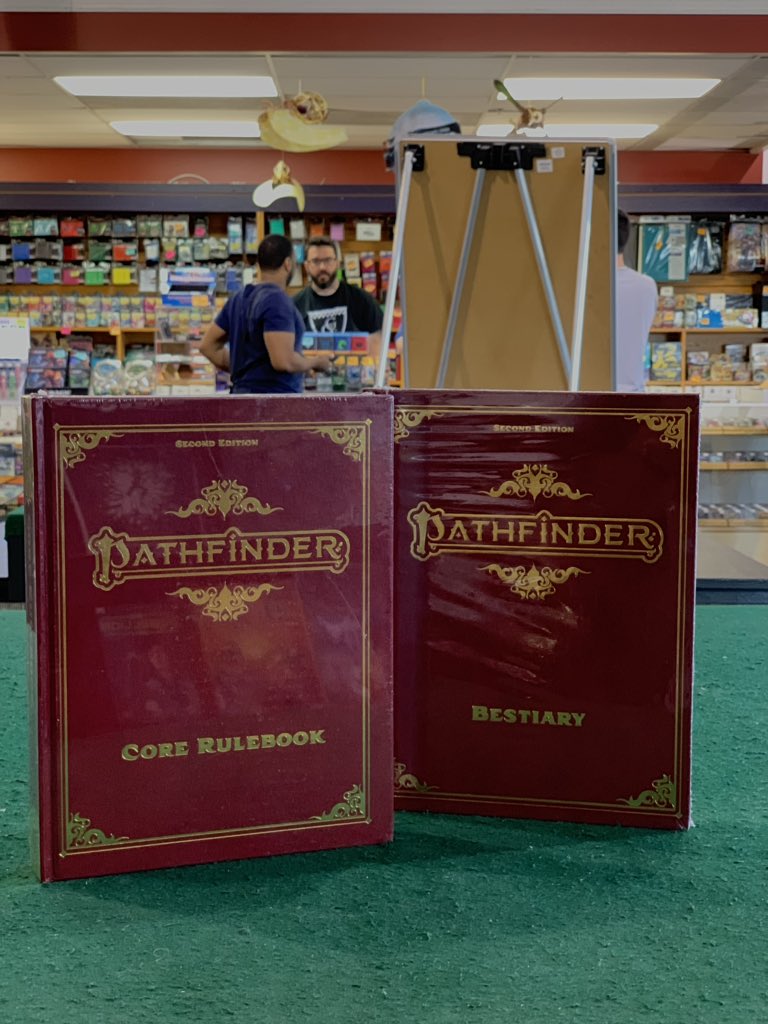 SECOND EDITION
PATHFINDER
CORE RULEBOOK
SECOND EDITION
PATHFINDER
BESTIARY